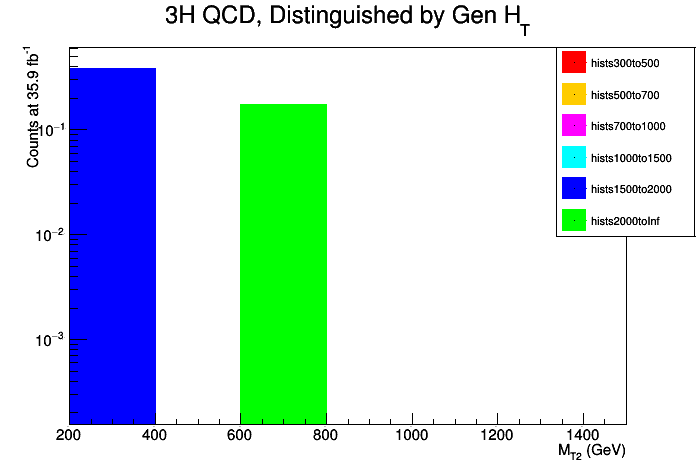 3H QCD, Distinguished by Gen H_T
Counts at 35.9 fb⁻¹
hists300to500
hists500to700
hists700to1000
hists1000to1500
hists1500to2000
hists2000toInf
10⁻¹
10⁻²
10⁻³
200 400 600 800 1000 1200 1400
M_T2 (GeV)